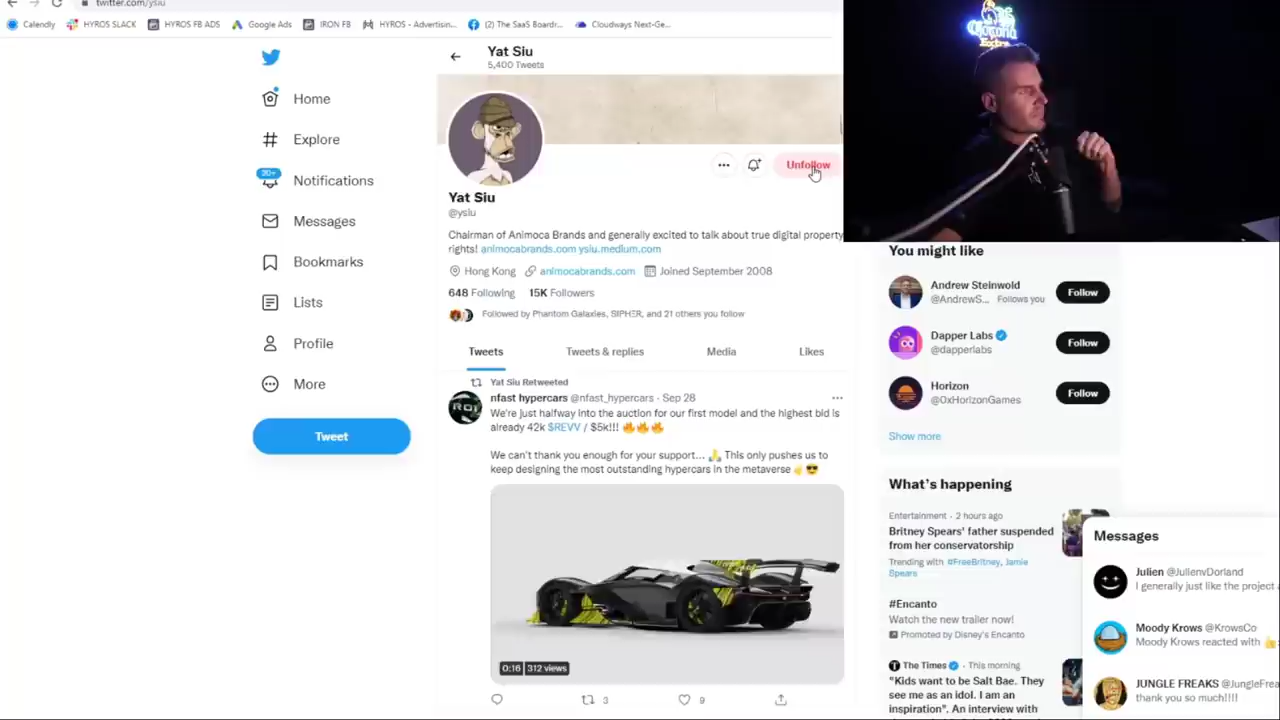 twitter.com/ysiu
Calendly
HYROS SLACK
HYROS FB ADS
Google Ads
IRON FB
HYROS - Advertisin...
(2) The SaaS Boardr...
Cloudways Next-Ge...
Corona
Extra
Yat Siu
5,400 Tweets
Home
Explore
30+
Notifications
Messages
Bookmarks
Lists
Profile
More
Tweet
Unfollow
Yat Siu
@ysiu
Chairman of Animoca Brands and generally excited to talk about true digital property
rights! animocabrands.com ysiu.medium.com
Hong Kong animocabrands.com Joined September 2008
648 Following 15K Followers
Followed by Phantom Galaxies, SIPHER, and 21 others you follow
Tweets Tweets & replies Media Likes
Yat Siu Retweeted
nfast hypercars @nfast_hypercars · Sep 28
We're just halfway into the auction for our first model and the highest bid is
already 42k $REVV / $5k!!! 🔥🔥🔥
We can't thank you enough for your support... 🙏 This only pushes us to
keep designing the most outstanding hypercars in the metaverse 🤞😎
0:16 312 views
3
9
You might like
Andrew Steinwold
@AndrewS... Follows you
Follow
Dapper Labs
@dapperlabs
Follow
Horizon
@0xHorizonGames
Follow
Show more
What's happening
Entertainment · 2 hours ago
Britney Spears' father suspended
from her conservatorship
Trending with #FreeBritney, Jamie
Spears
#Encanto
Watch the new trailer now!
Promoted by Disney's Encanto
The Times · This morning
"Kids want to be Salt Bae. They
see me as an idol. I am an
inspiration". An interview with
Messages
Julien @JulienvDorland
I generally just like the project
Moody Krows @KrowsCo
Moody Krows reacted with 👍
JUNGLE FREAKS @JungleFrea
thank you so much!!!!